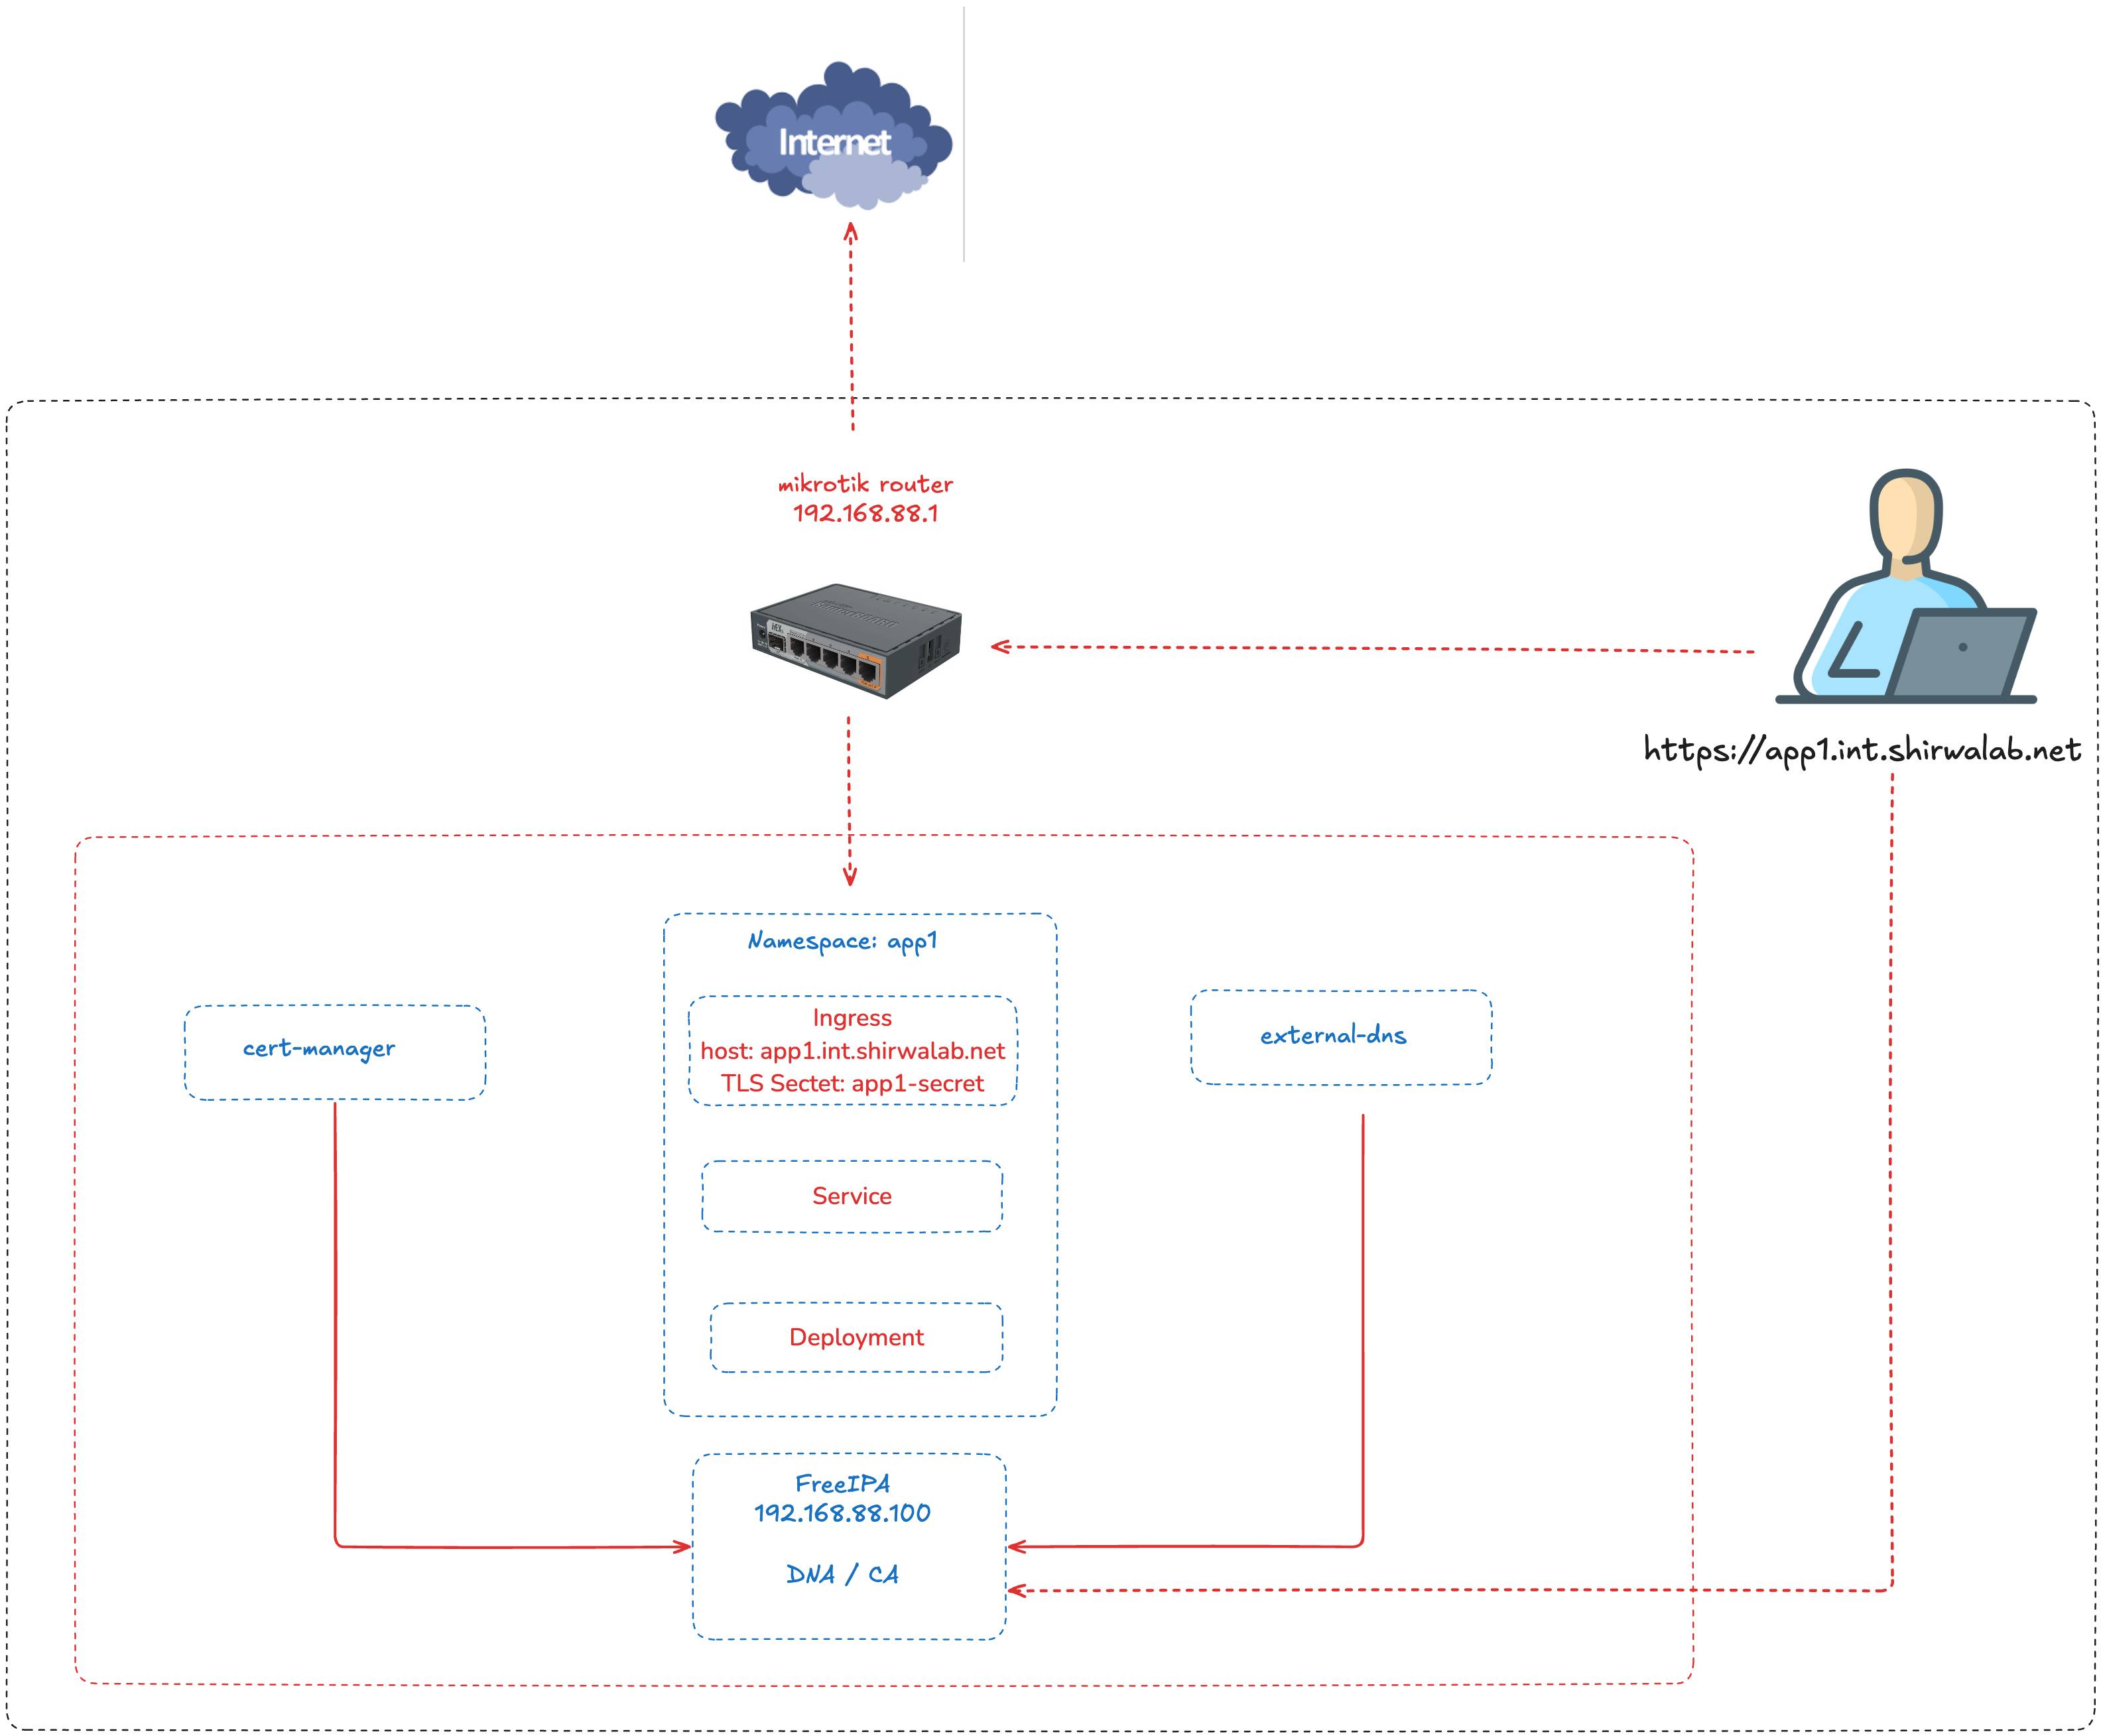 Internet
mikrotik router
192.168.88.1
https://app1.int.shirwalab.net
Namespace: app1
Ingress
host: app1.int.shirwalab.net
TLS Sectet: app1-secret
cert-manager
external-dns
Service
Deployment
FreeIPA
192.168.88.100
DNA / CA